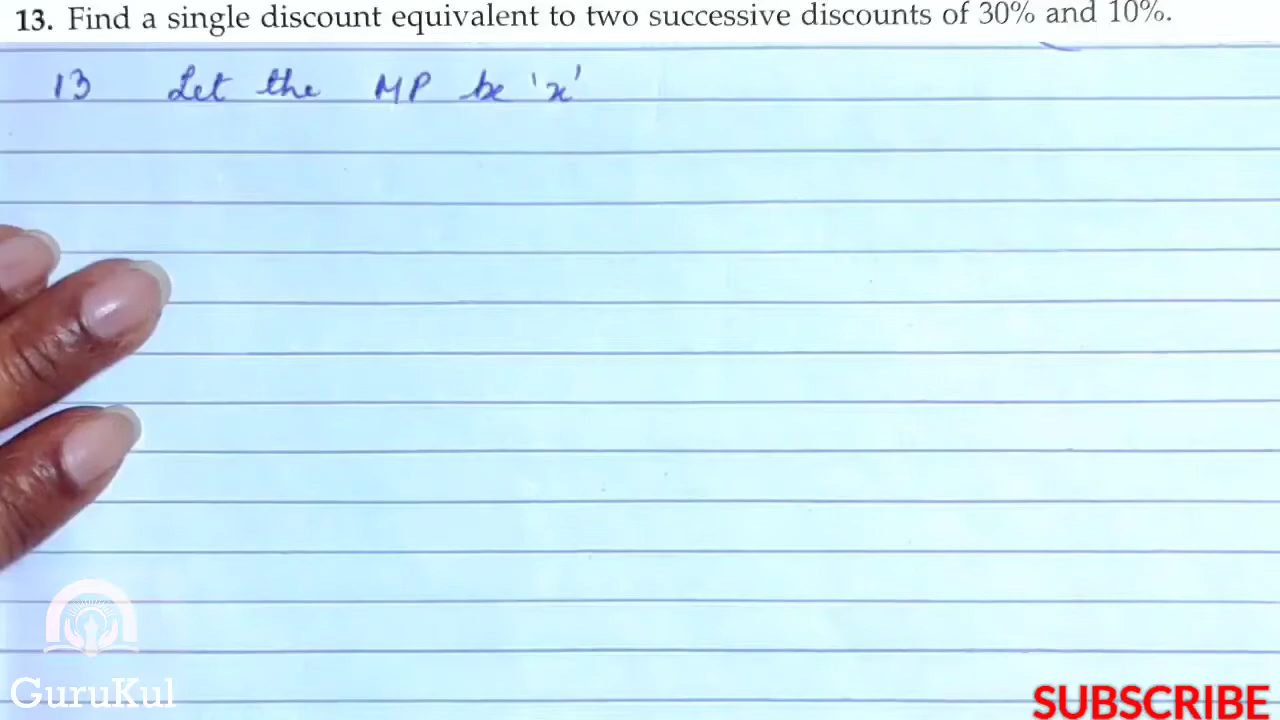 13. Find a single discount equivalent to two successive discounts of 30% and 10%.
13 Let the MP be 'x'
GuruKul
SUBSCRIBE